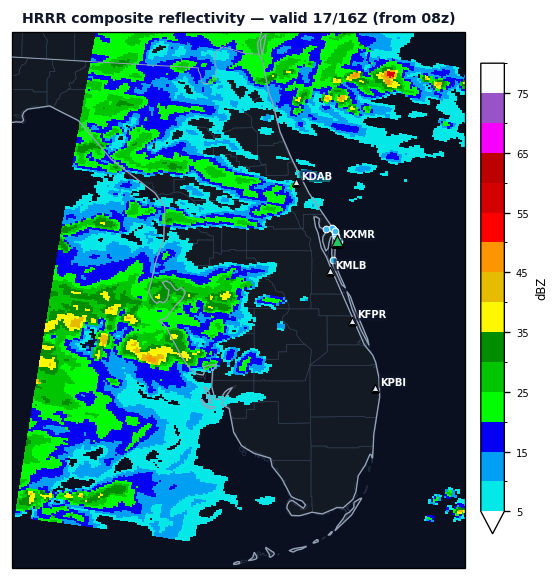 HRRR composite reflectivity — valid 17/16Z (from 08z)
KDAB
KXMR
KMLB
KFPR
KPBI
75
65
55
45
35
25
15
5
dBZ